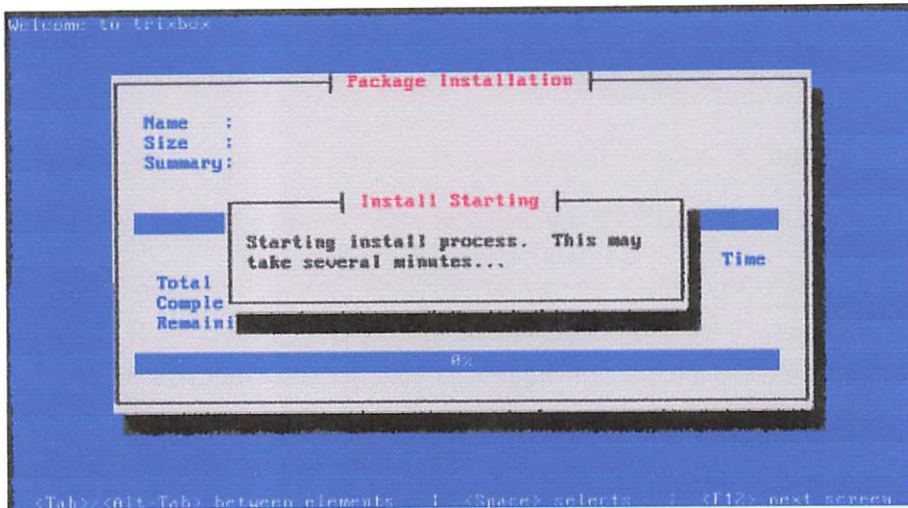 Welcome to trixbox
Package Installation
Name :
Size :
Summary:
Install Starting
Starting install process. This may
take several minutes...
Time
Total
Comple
Remaini
0%
<Tab>/<Alt-Tab> between elements | <Space> selects | <F12> next screen